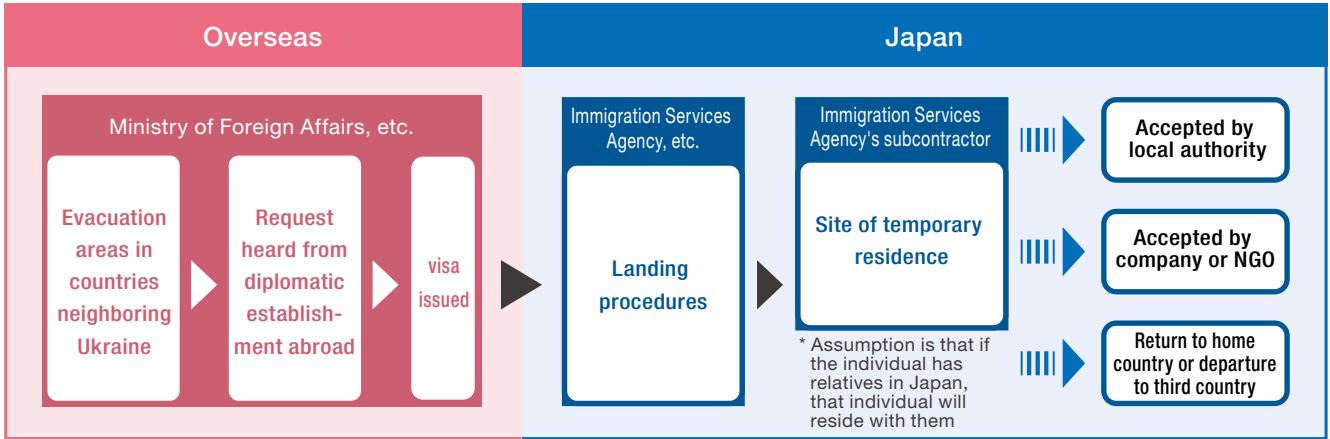 Overseas
Japan
Ministry of Foreign Affairs, etc.
Evacuation
areas in
countries
neighboring
Ukraine
Request
heard from
diplomatic
establish-
ment abroad
visa
issued
Immigration Services
Agency, etc.
Landing
procedures
Immigration Services
Agency's subcontractor
Site of temporary
residence
* Assumption is that if
the individual has
relatives in Japan,
that individual will
reside with them
Accepted by
local authority
Accepted by
company or NGO
Return to home
country or departure
to third country